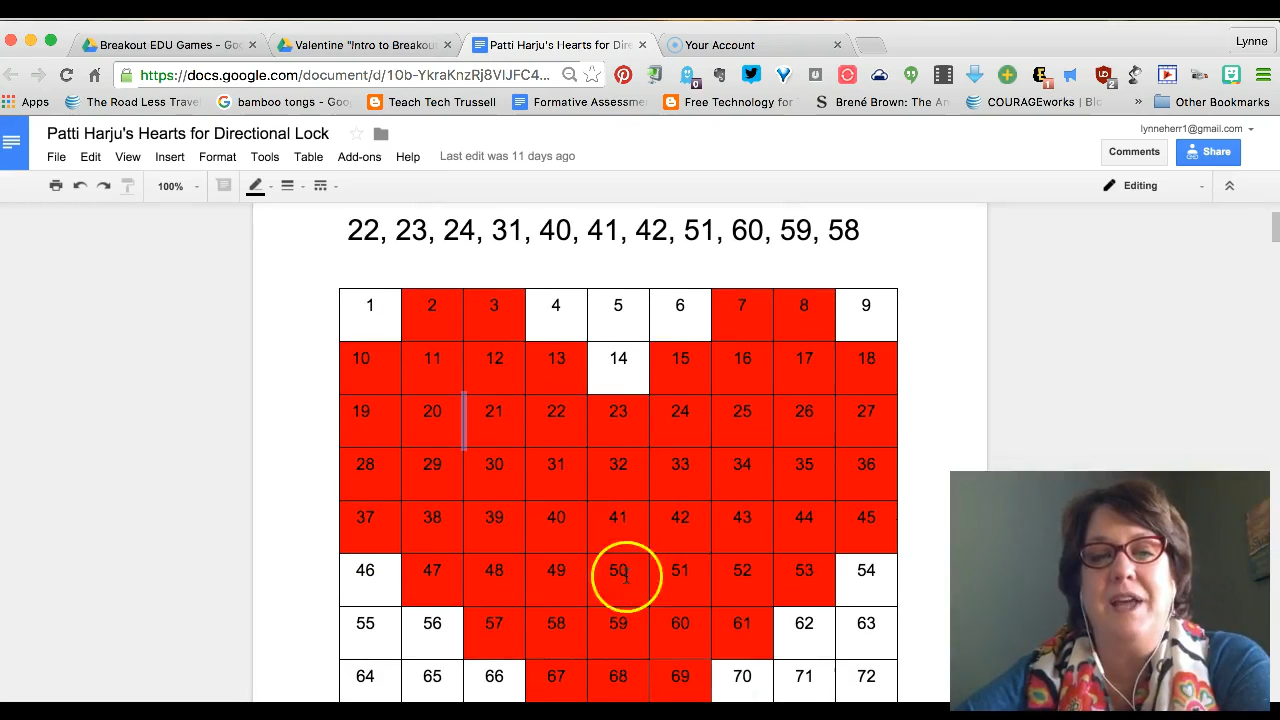 Breakout EDU Games - Goo
Valentine "Intro to Breakou
Patti Harju's Hearts for Dire
Your Account
Lynne
https://docs.google.com/document/d/10b-YkraKnzRj8VIJFC4...
0
1
2
Apps
The Road Less Travel
bamboo tongs - Goog
Teach Tech Trussell
Formative Assessme
Free Technology for T
Brené Brown: The An
COURAGEworks | Blo
»
Other Bookmarks
Patti Harju's Hearts for Directional Lock
lynneherr1@gmail.com
File Edit View Insert Format Tools Table Add-ons Help Last edit was 11 days ago
Comments
Share
100%
Editing
22, 23, 24, 31, 40, 41, 42, 51, 60, 59, 58
1 2 3 4 5 6 7 8 9
10 11 12 13 14 15 16 17 18
19 20 21 22 23 24 25 26 27
28 29 30 31 32 33 34 35 36
37 38 39 40 41 42 43 44 45
46 47 48 49 50 51 52 53 54
55 56 57 58 59 60 61 62 63
64 65 66 67 68 69 70 71 72